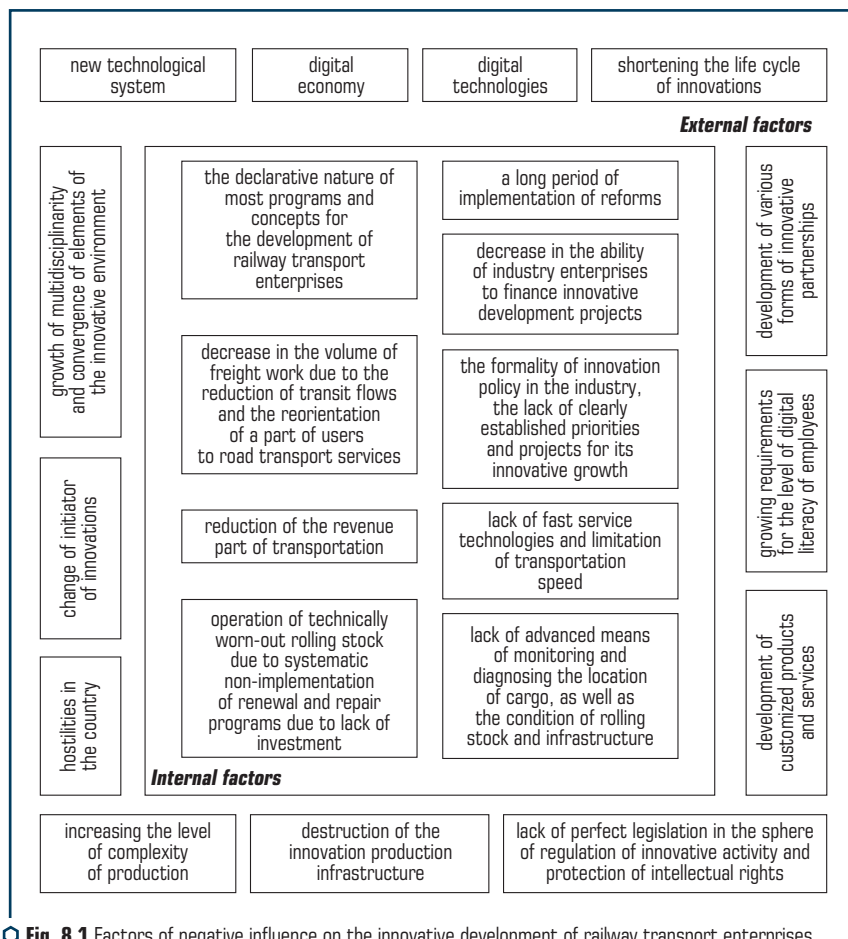 new technological
system
digital
economy
digital
technologies
shortening the life cycle
of innovations
External factors
growth of multidisciplinarity
and convergence of elements of
the innovative environment
change of initiator
of innovations
hostilities in
the country
the declarative nature of
most programs and
concepts for
the development of
railway transport
enterprises
decrease in the volume of
freight work due to the
reduction of transit flows
and the reorientation
of a part of users
to road transport services
reduction of the revenue
part of transportation
operation of technically
worn-out rolling stock
due to systematic
non-implementation
of renewal and repair
programs due to lack of
investment
a long period of
implementation of reforms
decrease in the ability
of industry enterprises
to finance innovative
development projects
the formality of innovation
policy in the industry,
the lack of clearly
established priorities
and projects for its
innovative growth
lack of fast service
technologies and limitation
of transportation
speed
lack of advanced means
of monitoring and
diagnosing the location
of cargo, as well as
the condition of rolling
stock and infrastructure
Internal factors
development of various
forms of innovative
partnerships
growing requirements
for the level of digital
literacy of employees
development of
customized products
and services
increasing the level
of complexity
of production
destruction of the
innovation production
infrastructure
lack of perfect legislation in the sphere
of regulation of innovative activity and
protection of intellectual rights
Fig. 8.1 Factors of negative influence on the innovative development of railway transport enterprises